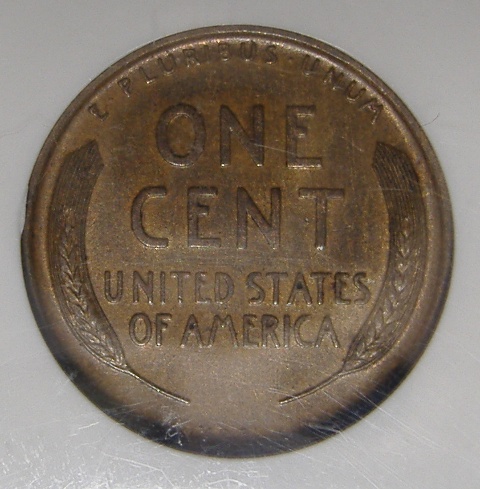 E PLURIBUS · UNUM
ONE
CENT
UNITED STATES
OF AMERICA